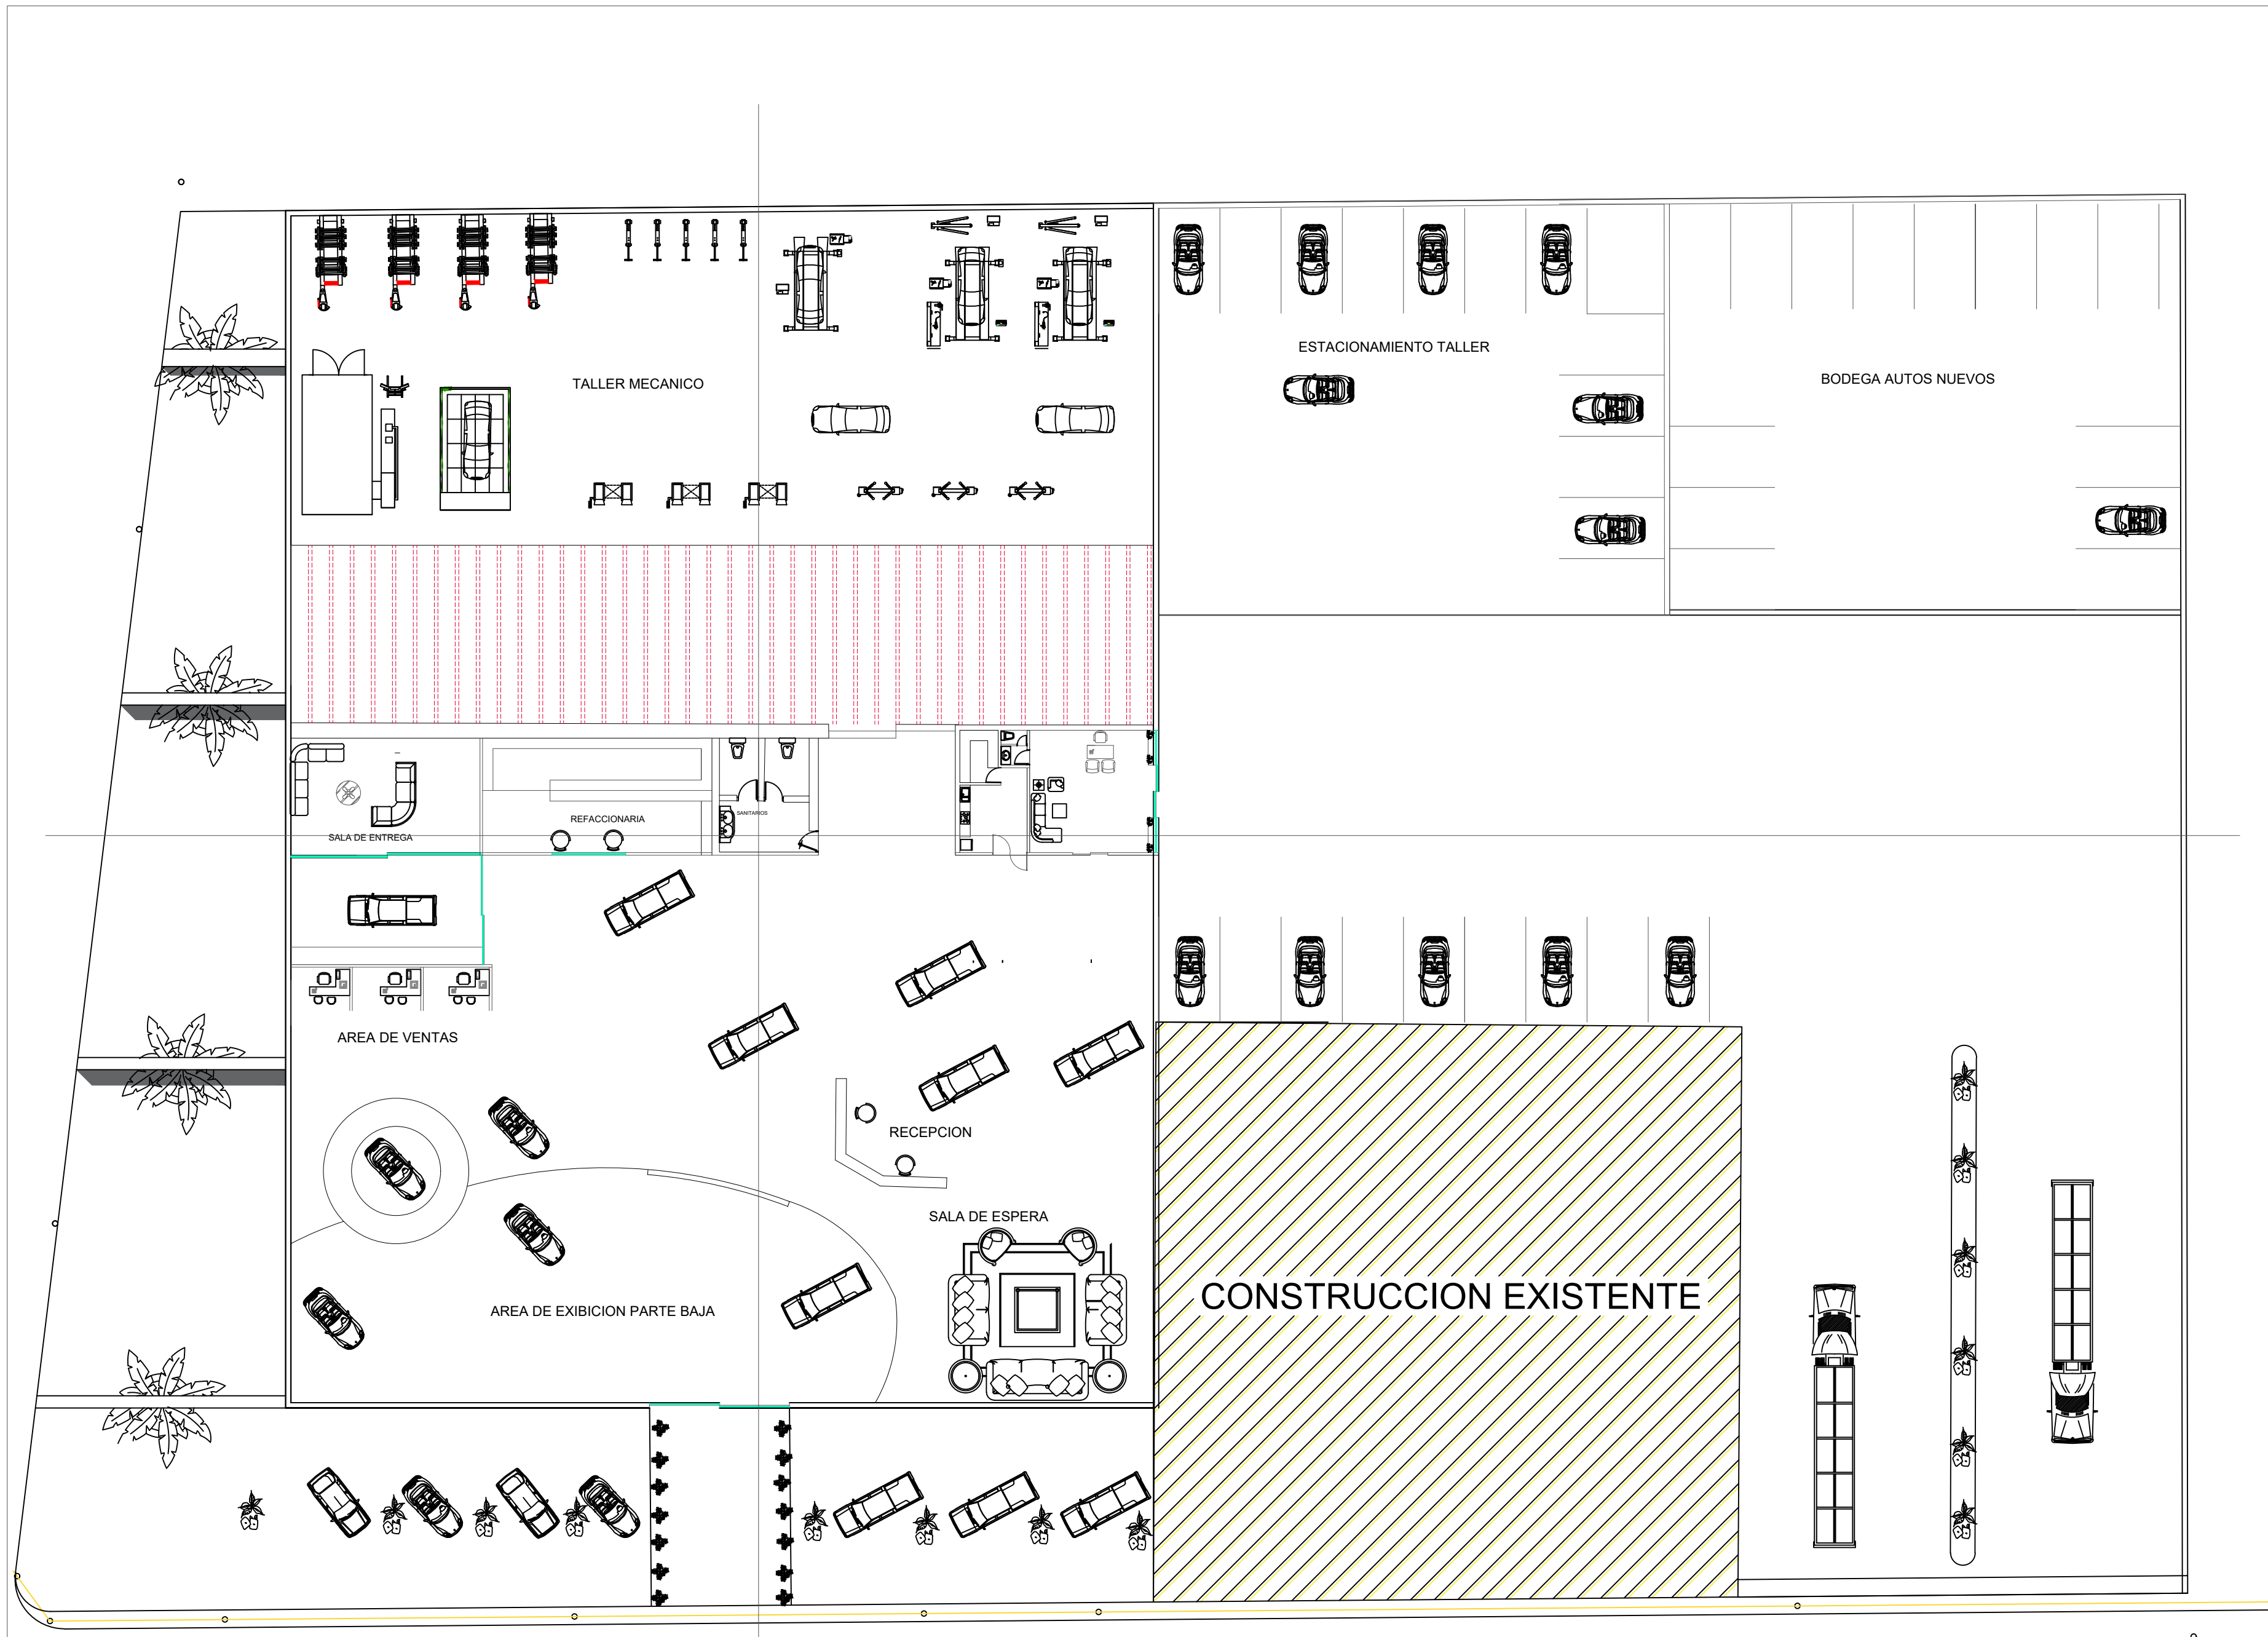 ESTACIONAMIENTO TALLER
TALLER MECANICO
BODEGA AUTOS NUEVOS
SANITARIOS
REFACCIONARIA
SALA DE ENTREGA
AREA DE VENTAS
RECEPCION
SALA DE ESPERA
CONSTRUCCION EXISTENTE
AREA DE EXIBICION PARTE BAJA